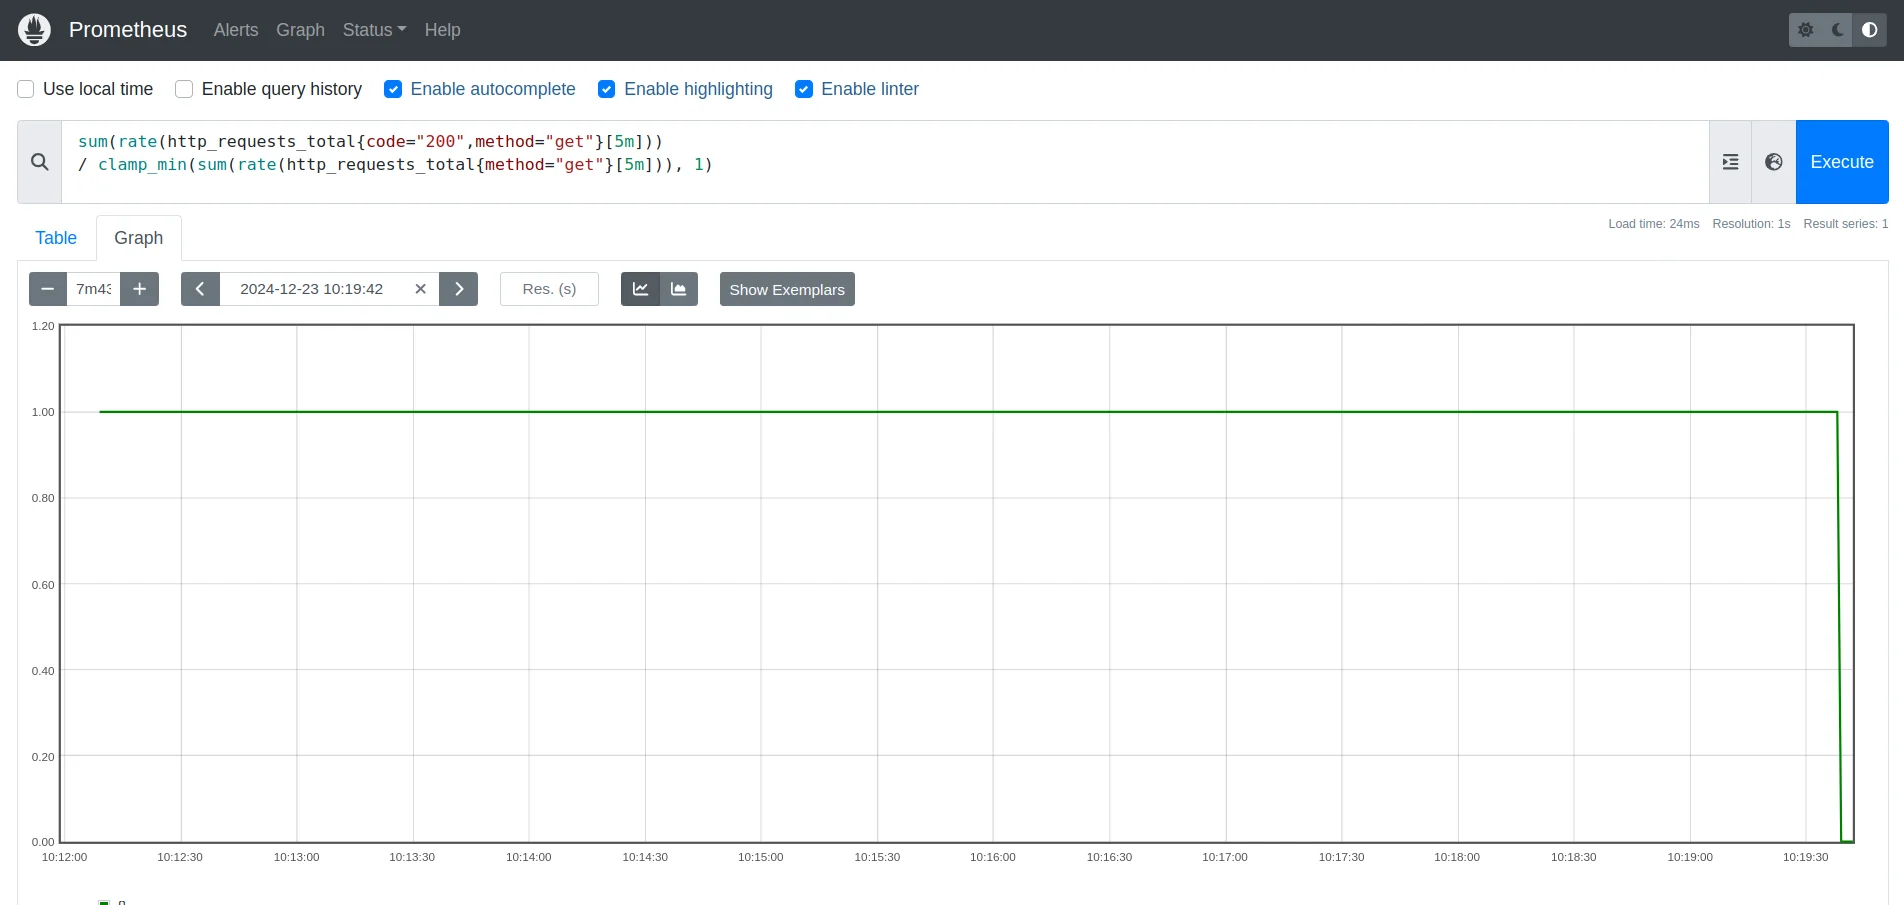 Prometheus Alerts Graph Status Help
Use local time Enable query history Enable autocomplete Enable highlighting Enable linter
sum(rate(http_requests_total{code="200",method="get"}[5m]))
/ clamp_min(sum(rate(http_requests_total{method="get"}[5m])), 1)
Execute
Table Graph
Load time: 24ms Resolution: 1s Result series: 1
7m43
2024-12-23 10:19:42
Res. (s)
Show Exemplars
1.20
1.00
0.80
0.60
0.40
0.20
0.00
10:12:00 10:12:30 10:13:00 10:13:30 10:14:00 10:14:30 10:15:00 10:15:30 10:16:00 10:16:30 10:17:00 10:17:30 10:18:00 10:18:30 10:19:00 10:19:30